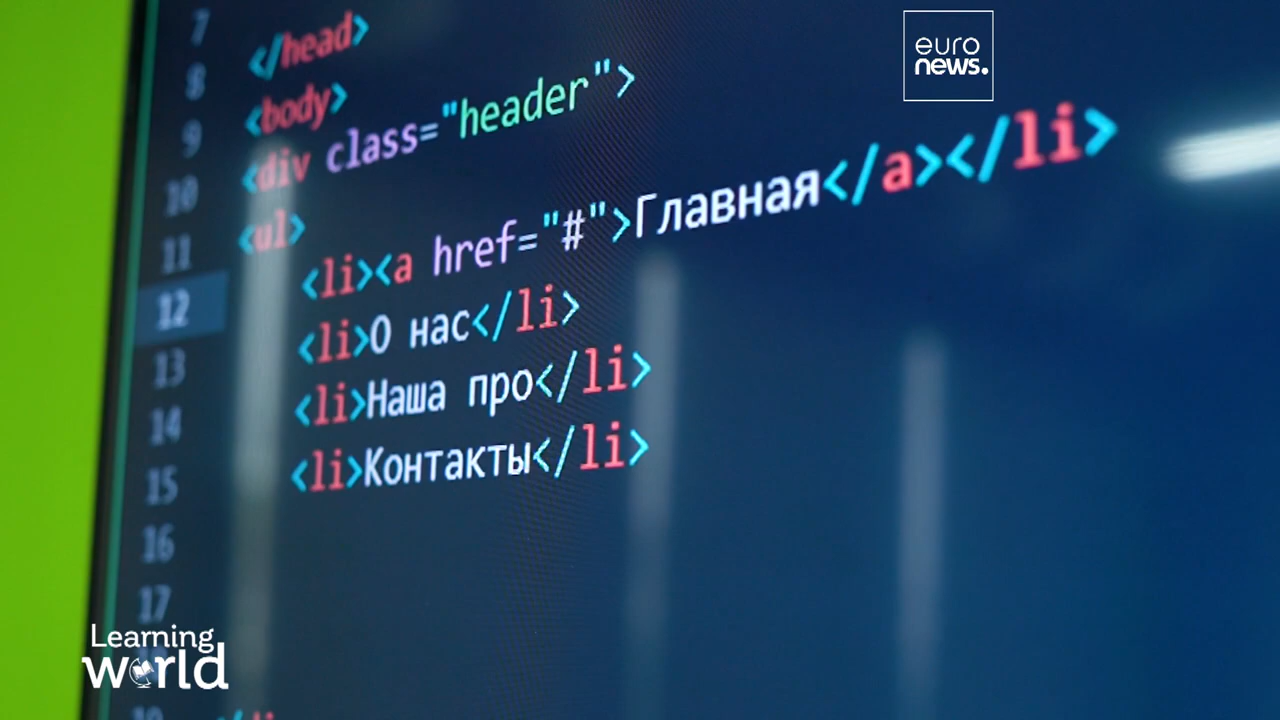 euro
news.
7
</head>
8
<body>
9
<div class="header">
10
<ul>
11
<li><a href="#">Главная</a></li>
12
<li>О нас</li>
13
<li>Наша про</li>
14
<li>Контакты</li>
15
16
17
Learning
world